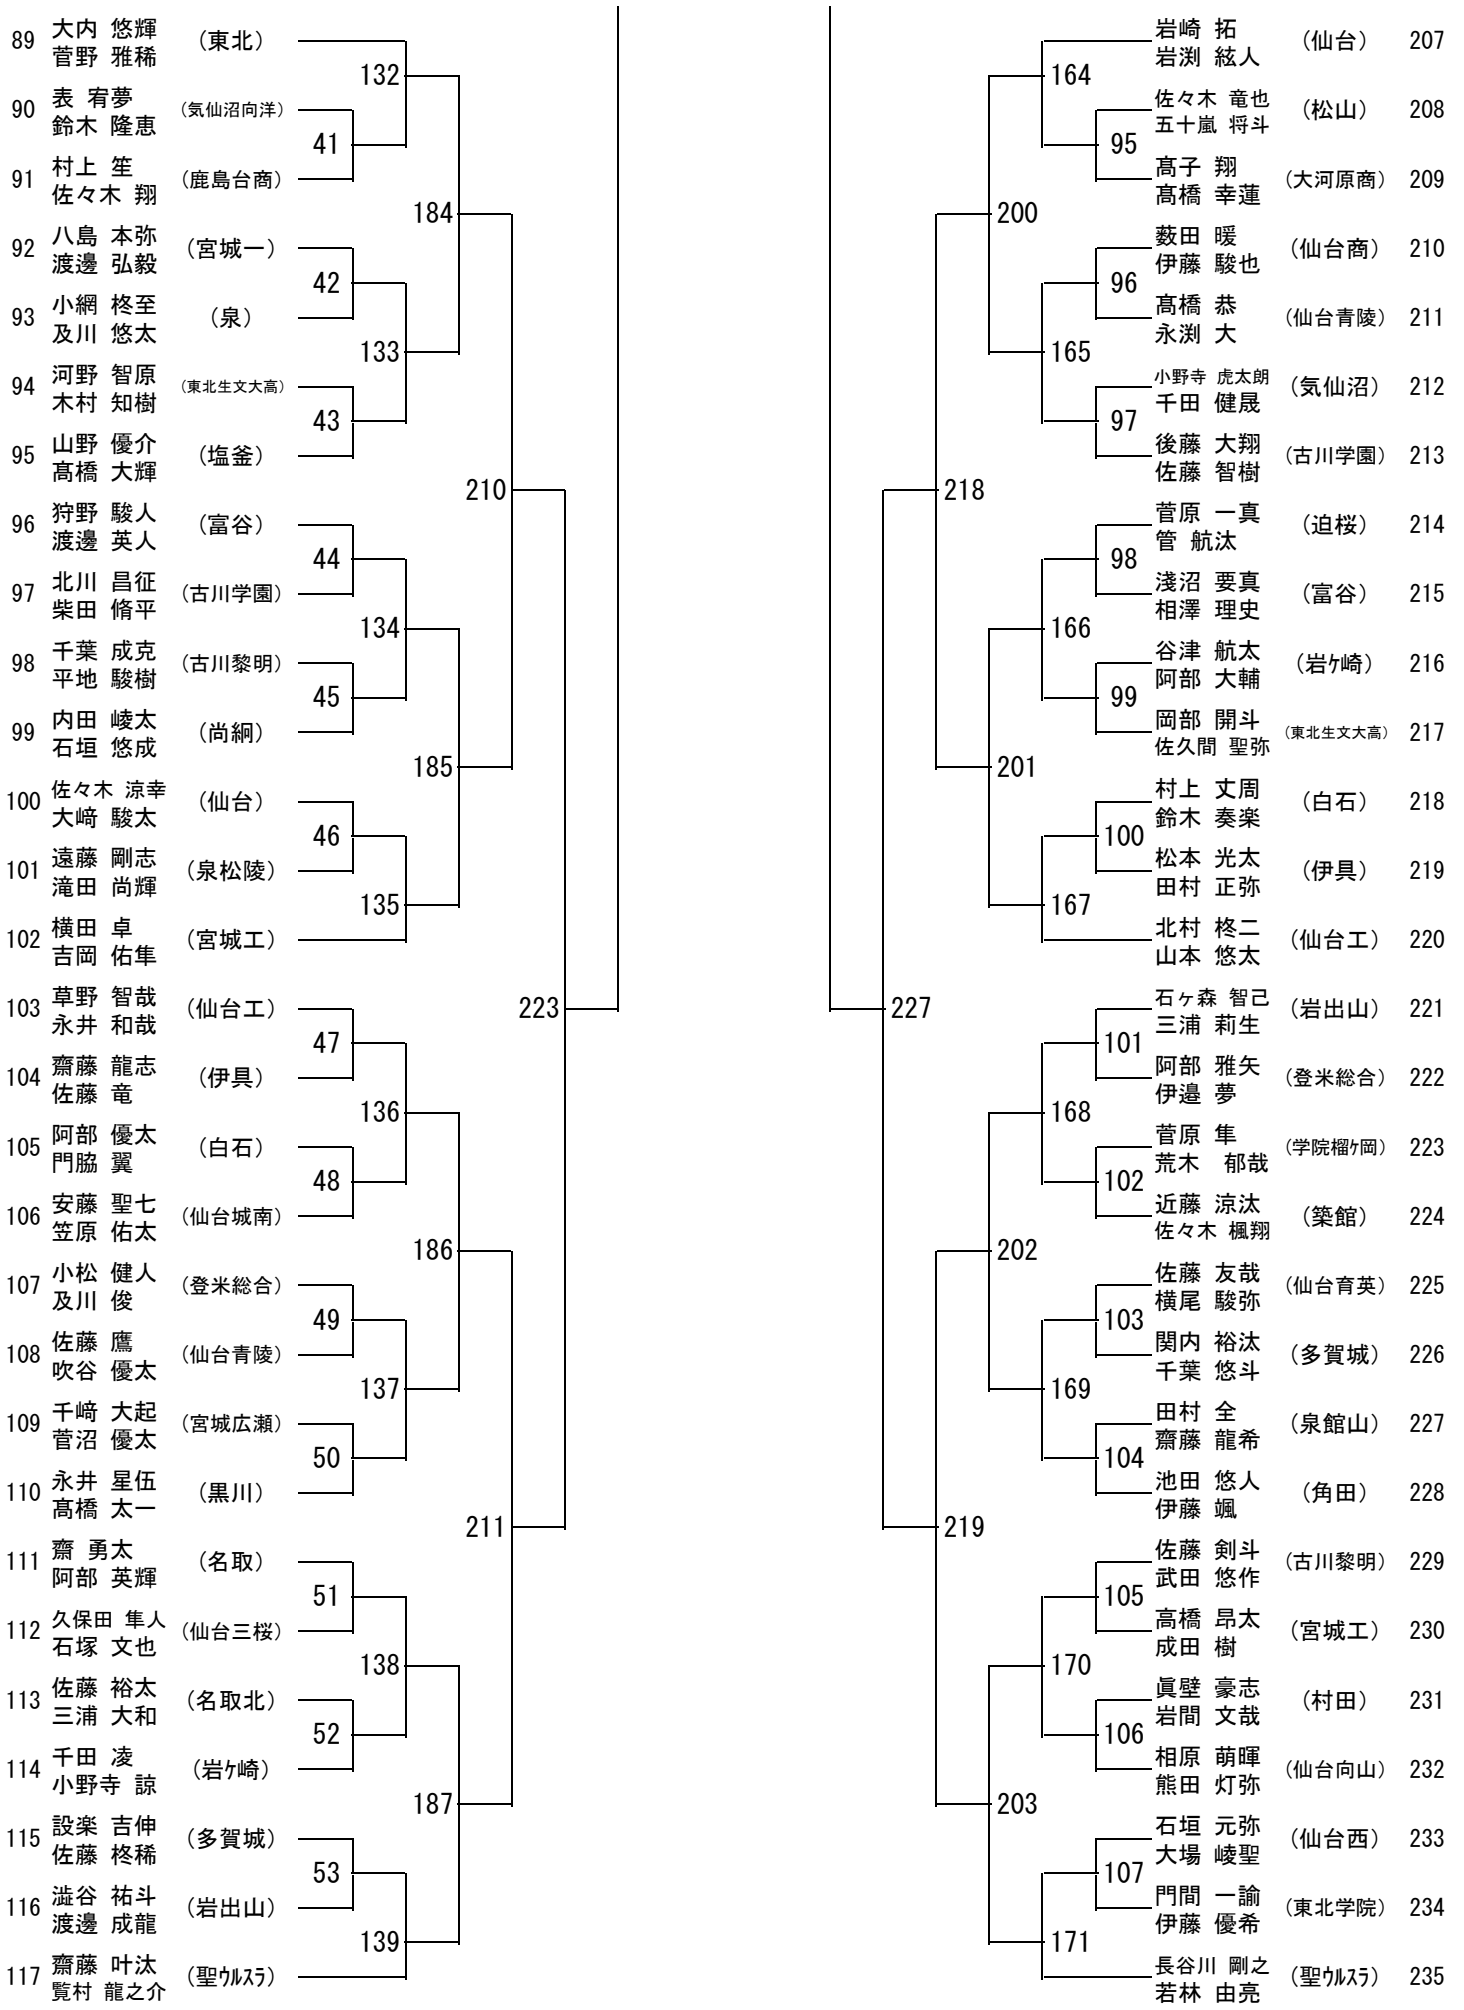 89 大内 悠輝 (東北)
菅野 雅稀
132
90 表 宥夢 (気仙沼向洋)
鈴木 隆恵
41
91 村上 笙 (鹿島台商)
佐々木 翔
184
92 八島 本弥 (宮城一)
渡邊 弘毅
42
93 小網 柊至 (泉)
及川 悠太
133
94 河野 智原 (東北生文大高)
木村 知樹
43
95 山野 優介 (塩釜)
髙橋 大輝
210
96 狩野 駿人 (富谷)
渡邊 英人
44
97 北川 昌征 (古川学園)
柴田 脩平
134
98 千葉 成克 (古川黎明)
平地 駿樹
45
99 内田 崚太 (尚絅)
石垣 悠成
185
100 佐々木 涼幸 (仙台)
大﨑 駿太
46
101 遠藤 剛志 (泉松陵)
滝田 尚輝
135
102 横田 卓 (宮城工)
吉岡 佑隼
223
103 草野 智哉 (仙台工)
永井 和哉
47
104 齋藤 龍志 (伊具)
佐藤 竜
136
105 阿部 優太 (白石)
門脇 翼
48
106 安藤 聖七 (仙台城南)
笠原 佑太
186
107 小松 健人 (登米総合)
及川 俊
49
108 佐藤 鷹 (仙台青陵)
吹谷 優太
137
109 千﨑 大起 (宮城広瀬)
菅沼 優太
50
110 永井 星伍 (黒川)
髙橋 太一
211
111 齋 勇太 (名取)
阿部 英輝
51
112 久保田 隼人 (仙台三桜)
石塚 文也
138
113 佐藤 裕太 (名取北)
三浦 大和
52
114 千田 凌 (岩ケ崎)
小野寺 諒
187
115 設楽 吉伸 (多賀城)
佐藤 柊稀
53
116 澁谷 祐斗 (岩出山)
渡邊 成龍
139
117 齋藤 叶汰 (聖ウルスラ)
覧村 龍之介
岩崎 拓 (仙台) 207
岩渕 絃人
164
佐々木 竜也 (松山) 208
五十嵐 将斗
95
髙子 翔 (大河原商) 209
髙橋 幸蓮
200
薮田 暖 (仙台商) 210
伊藤 駿也
96
髙橋 恭 (仙台青陵) 211
永渕 大
165
小野寺 虎太朗 (気仙沼) 212
千田 健晟
97
後藤 大翔 (古川学園) 213
佐藤 智樹
218
菅原 一真 (迫桜) 214
管 航汰
98
淺沼 要真 (富谷) 215
相澤 理史
166
谷津 航太 (岩ケ崎) 216
阿部 大輔
99
岡部 開斗 (東北生文大高) 217
佐久間 聖弥
201
村上 丈周 (白石) 218
鈴木 奏楽
100
松本 光太 (伊具) 219
田村 正弥
167
北村 柊二 (仙台工) 220
山本 悠太
227
石ヶ森 智己 (岩出山) 221
三浦 莉生
101
阿部 雅矢 (登米総合) 222
伊邉 夢
168
菅原 隼 (学院榴ケ岡) 223
荒木 郁哉
102
近藤 涼汰 (築館) 224
佐々木 楓翔
202
佐藤 友哉 (仙台育英) 225
横尾 駿弥
103
関内 裕汰 (多賀城) 226
千葉 悠斗
169
田村 全 (泉館山) 227
齋藤 龍希
104
池田 悠人 (角田) 228
伊藤 颯
219
佐藤 剣斗 (古川黎明) 229
武田 悠作
105
高橋 昂太 (宮城工) 230
成田 樹
170
眞壁 豪志 (村田) 231
岩間 文哉
106
相原 萌暉 (仙台向山) 232
熊田 灯弥
203
石垣 元弥 (仙台西) 233
大場 崚聖
107
門間 一諭 (東北学院) 234
伊藤 優希
171
長谷川 剛之 (聖ウルスラ) 235
若林 由亮